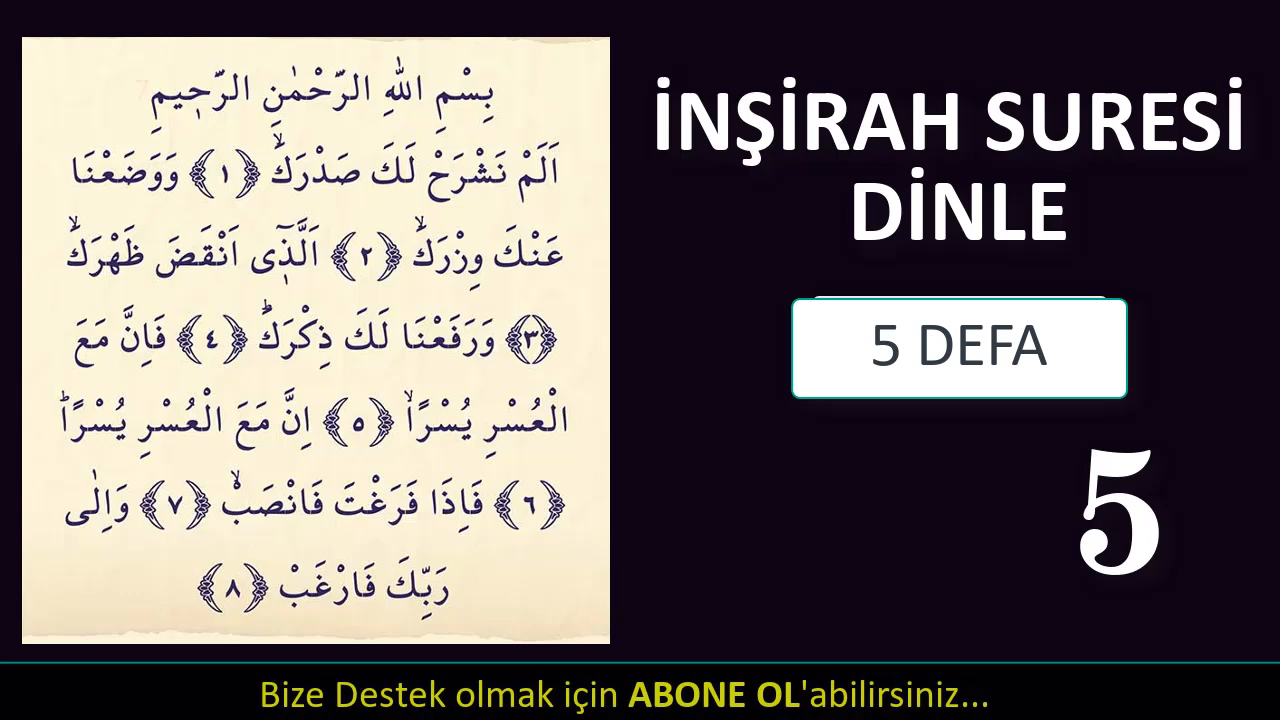 بِسْمِ اللهِ الرَّحْمٰنِ الرَّحٖيمِ
اَلَمْ نَشْرَحْ لَكَ صَدْرَكَۙ ﴿١﴾ وَوَضَعْنَا
عَنْكَ وِزْرَكَۙ ﴿٢﴾ اَلَّذٖٓى اَنْقَضَ ظَهْرَكَۙ
﴿٣﴾ وَرَفَعْنَا لَكَ ذِكْرَكَؕ ﴿٤﴾ فَاِنَّ مَعَ
الْعُسْرِ يُسْرًاۙ ﴿٥﴾ اِنَّ مَعَ الْعُسْرِ يُسْرًاؕ
﴿٦﴾ فَاِذَا فَرَغْتَ فَانْصَبْۙ ﴿٧﴾ وَاِلٰى
رَبِّكَ فَارْغَبْ ﴿٨﴾
İNŞİRAH SURESİ
DİNLE
5 DEFA
5
Bize Destek olmak için ABONE OL'abilirsiniz...